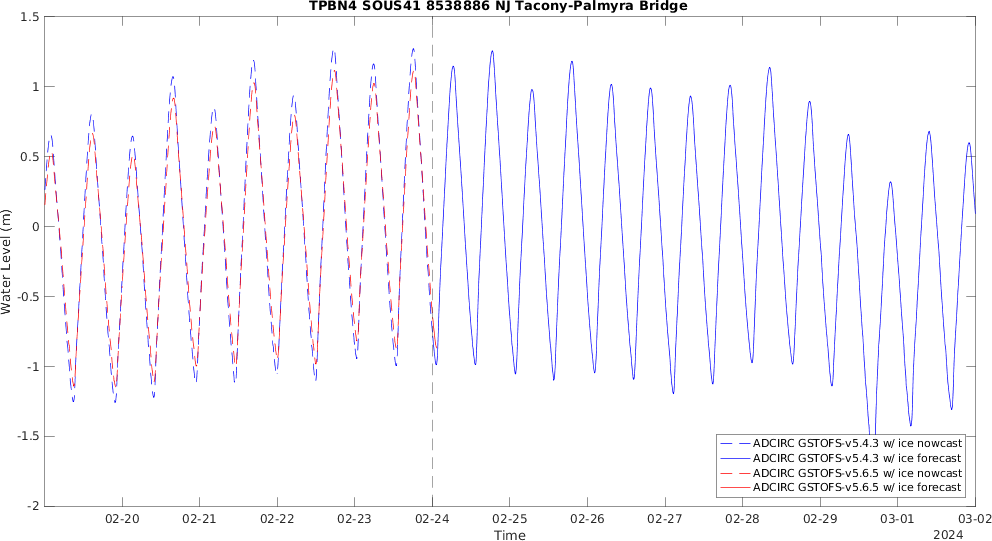 TPBN4 SOUS41 8538886 NJ Tacony-Palmyra Bridge
Water Level (m)
1.5
1
0.5
0
-0.5
-1
-1.5
-2
ADCIRC GSTOFS-v5.4.3 w/ ice nowcast
ADCIRC GSTOFS-v5.4.3 w/ ice forecast
ADCIRC GSTOFS-v5.6.5 w/ ice nowcast
ADCIRC GSTOFS-v5.6.5 w/ ice forecast
02-20 02-21 02-22 02-23 02-24 02-25 02-26 02-27 02-28 02-29 03-01 03-02
Time
2024